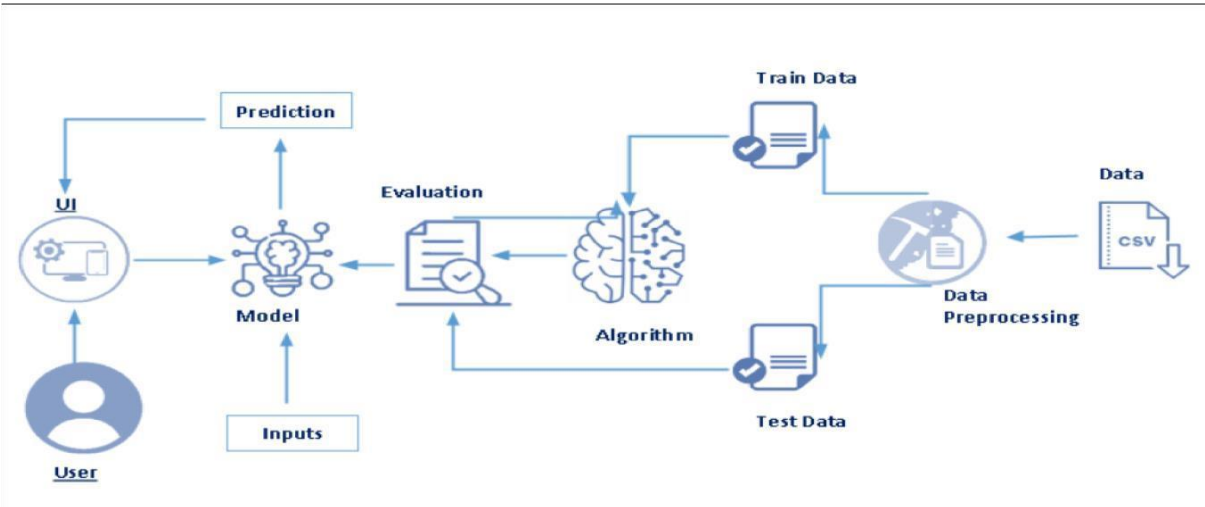 Train Data
Prediction
Data
Evaluation
UI
CSV
Model
Data
Preprocessing
Algorithm
Inputs
Test Data
User